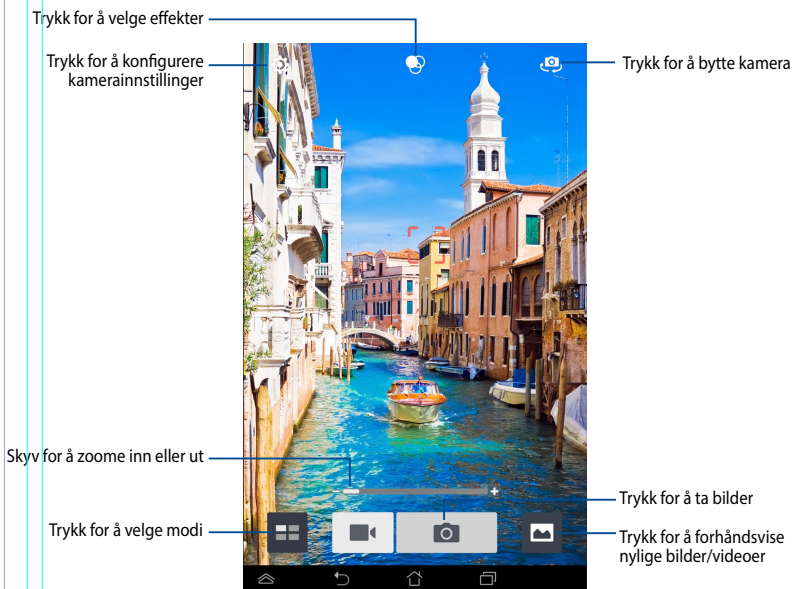 Trykk for å velge effekter
Trykk for å konfigurere
kamerainnstillinger
Trykk for å bytte kamera
Skyv for å zoome inn eller ut
Trykk for å ta bilder
Trykk for å velge modi
Trykk for å forhåndsvise
nylige bilder/videoer